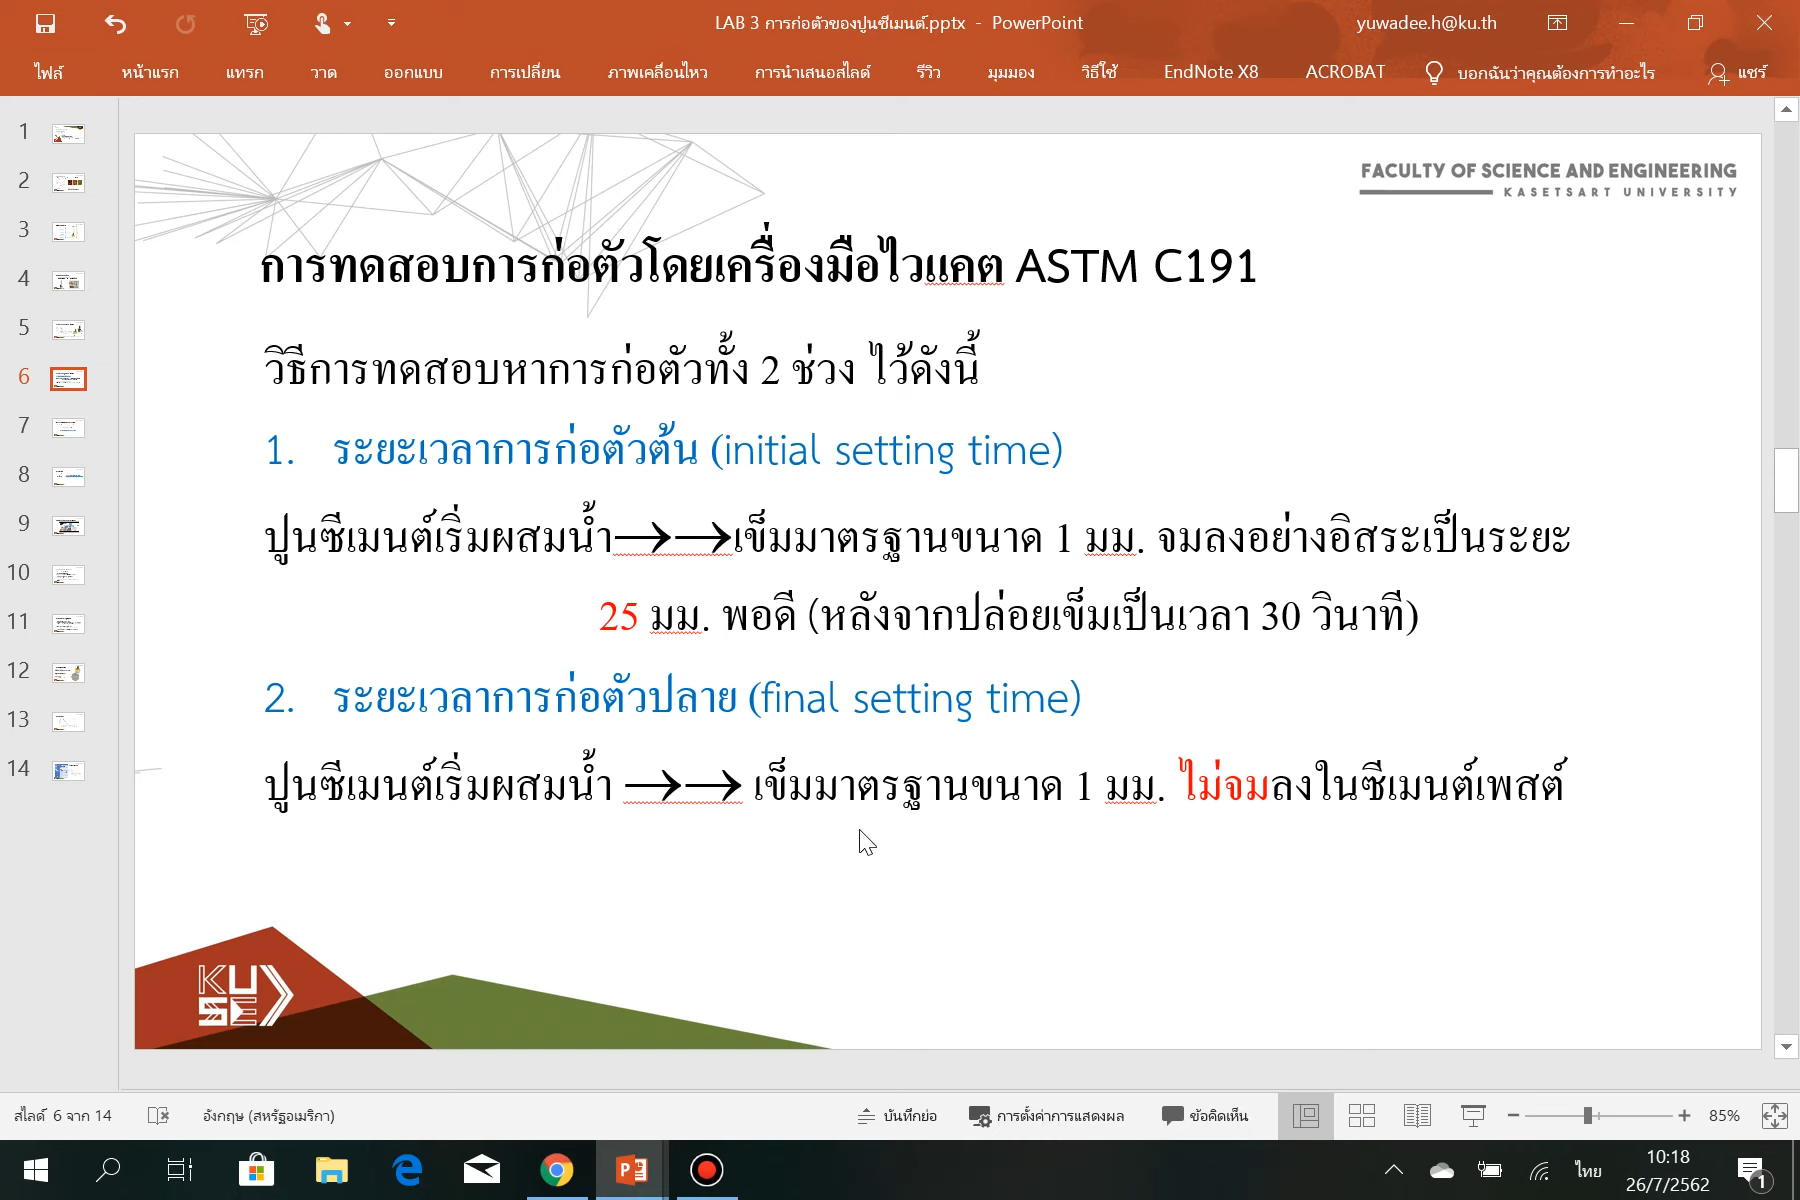 LAB 3 การก่อตัวของปูนซีเมนต์.pptx - PowerPoint
yuwadee.h@ku.th
ไฟล์ หน้าแรก แทรก วาด ออกแบบ การเปลี่ยน ภาพเคลื่อนไหว การนำเสนอสไลด์ รีวิว มุมมอง วิธีใช้ EndNote X8 ACROBAT บอกฉันว่าคุณต้องการทำอะไร แชร์
1
2
3
4
5
6
7
8
9
10
11
12
13
14
FACULTY OF SCIENCE AND ENGINEERING
KASETSART UNIVERSITY
การทดสอบการก่อตัวโดยเครื่องมือไวแคต ASTM C191
วิธีการทดสอบหาการก่อตัวทั้ง 2 ช่วง ไว้ดังนี้
1. ระยะเวลาการก่อตัวต้น (initial setting time)
ปูนซีเมนต์เริ่มผสมน้ำ→→เข็มมาตรฐานขนาด 1 มม. จมลงอย่างอิสระเป็นระยะ
25 มม. พอดี (หลังจากปล่อยเข็มเป็นเวลา 30 วินาที)
2. ระยะเวลาการก่อตัวปลาย (final setting time)
ปูนซีเมนต์เริ่มผสมน้ำ →→ เข็มมาตรฐานขนาด 1 มม. ไม่จมลงในซีเมนต์เพสต์
KU
SE
สไลด์ 6 จาก 14 อังกฤษ (สหรัฐอเมริกา) บันทึกย่อ การตั้งค่าการแสดงผล ข้อคิดเห็น 85%
ไทย
10:18
26/7/2562
1